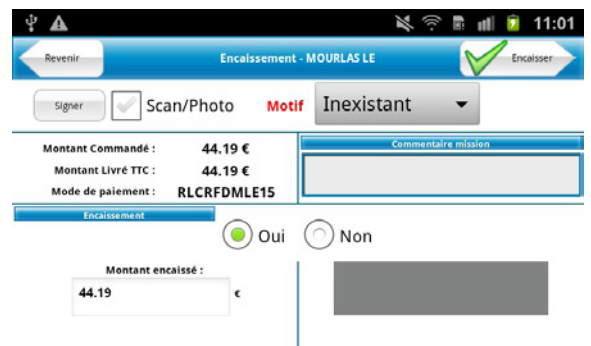 11:01
Revenir Encaissement - MOURLAS LE Encaisser
Signer Scan/Photo Motif Inexistant
Montant Commandé : 44.19 €
Commentaire mission
Montant Livré TTC : 44.19 €
Mode de paiement : RLCRFDMLE15
Encaissement
Oui Non
Montant encaissé :
44.19 €